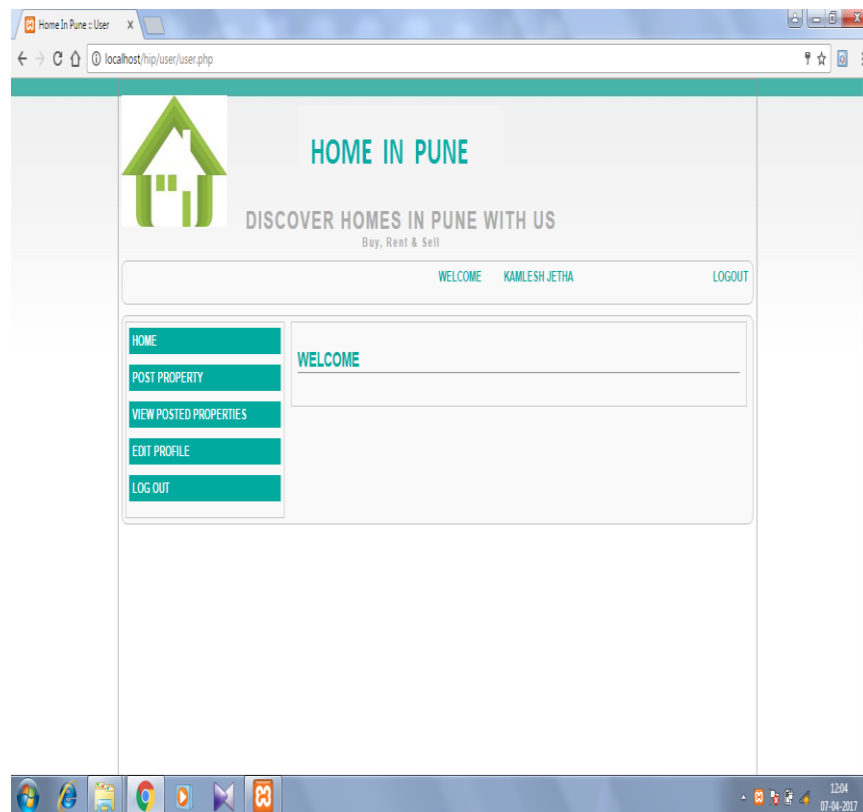 Home In Pune :: User
localhost/hip/user/user.php
HOME IN PUNE
DISCOVER HOMES IN PUNE WITH US
Buy, Rent & Sell
WELCOME KAMLESH JETHA LOGOUT
HOME
POST PROPERTY
VIEW POSTED PROPERTIES
EDIT PROFILE
LOG OUT
WELCOME
12:04
07-04-2017